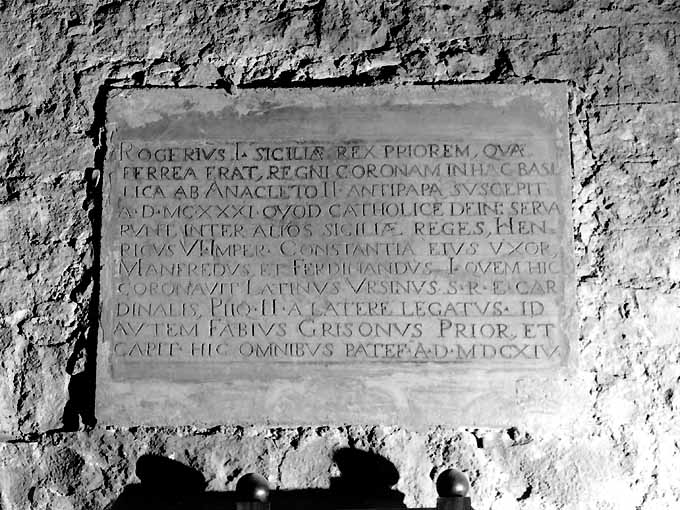 ROGERIVS I. SICILIÆ REX PRIOREM, QVÆ
FERREA ERAT, REGNI CORONAM IN HAC BASI
LICA AB ANACLETO II. ANTIPAPA SVSCEPIT
A.D. MCXXXI. QVOD CATHOLICE DEIN SERVA
RVNT INTER ALIOS SICILIÆ REGES, HEN
RICVS VI. IMPER. CONSTANTIA EIVS VXOR,
MANFREDVS, ET FERDINANDVS I. QVEM HIC
CORONAVIT LATINVS VRSINVS S.R.E. CAR
DINALIS, PIIO II. A LATERE LEGATVS. ID
AVTEM FABIVS GRISONVS PRIOR, ET
HIC OMNIBVS PATEF. A.D. MDCXIV